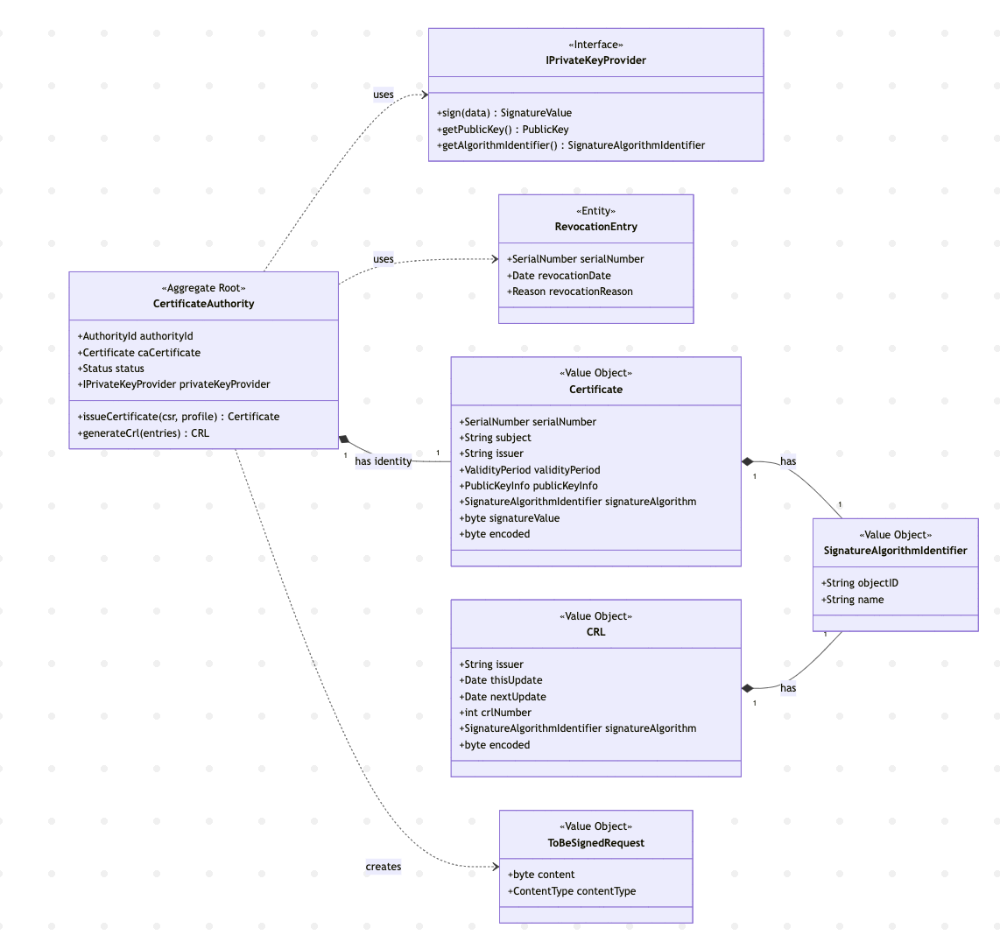 «Interface»
IPrivateKeyProvider
+sign(data) : SignatureValue
+getPublicKey() : PublicKey
+getAlgorithmIdentifier() : SignatureAlgorithmIdentifier
uses
«Entity»
RevocationEntry
+SerialNumber serialNumber
+Date revocationDate
+Reason revocationReason
uses
«Aggregate Root»
CertificateAuthority
+AuthorityId authorityId
+Certificate caCertificate
+Status status
+IPrivateKeyProvider privateKeyProvider
+issueCertificate(csr, profile) : Certificate
+generateCrl(entries) : CRL
1
has identity
1
«Value Object»
Certificate
+SerialNumber serialNumber
+String subject
+String issuer
+ValidityPeriod validityPeriod
+PublicKeyInfo publicKeyInfo
+SignatureAlgorithmIdentifier signatureAlgorithm
+byte signatureValue
+byte encoded
has
1
1
«Value Object»
SignatureAlgorithmIdentifier
+String objectID
+String name
1
«Value Object»
CRL
+String issuer
+Date thisUpdate
+Date nextUpdate
+int crlNumber
+SignatureAlgorithmIdentifier signatureAlgorithm
+byte encoded
has
1
«Value Object»
ToBeSignedRequest
+byte content
+ContentType contentType
creates